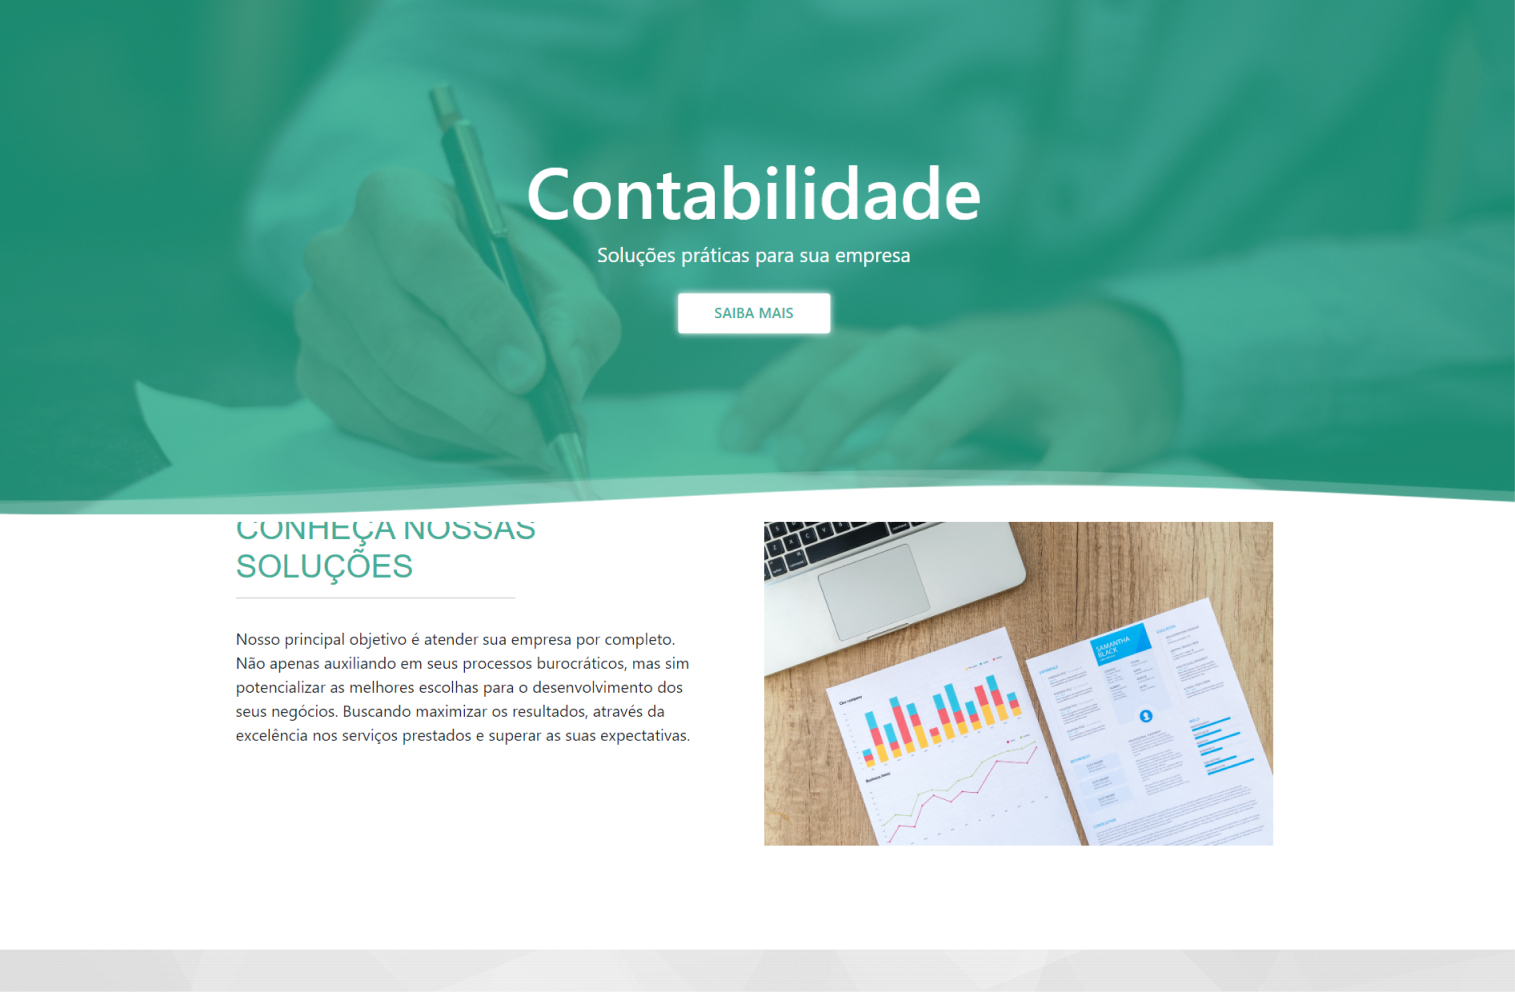 Contabilidade
Soluções práticas para sua empresa
SAIBA MAIS
CONHEÇA NOSSAS
SOLUÇÕES
Nosso principal objetivo é atender sua empresa por completo.
Não apenas auxiliando em seus processos burocráticos, mas sim
potencializar as melhores escolhas para o desenvolvimento dos
seus negócios. Buscando maximizar os resultados, através da
excelência nos serviços prestados e superar as suas expectativas.
SAMANTHA
BLACK